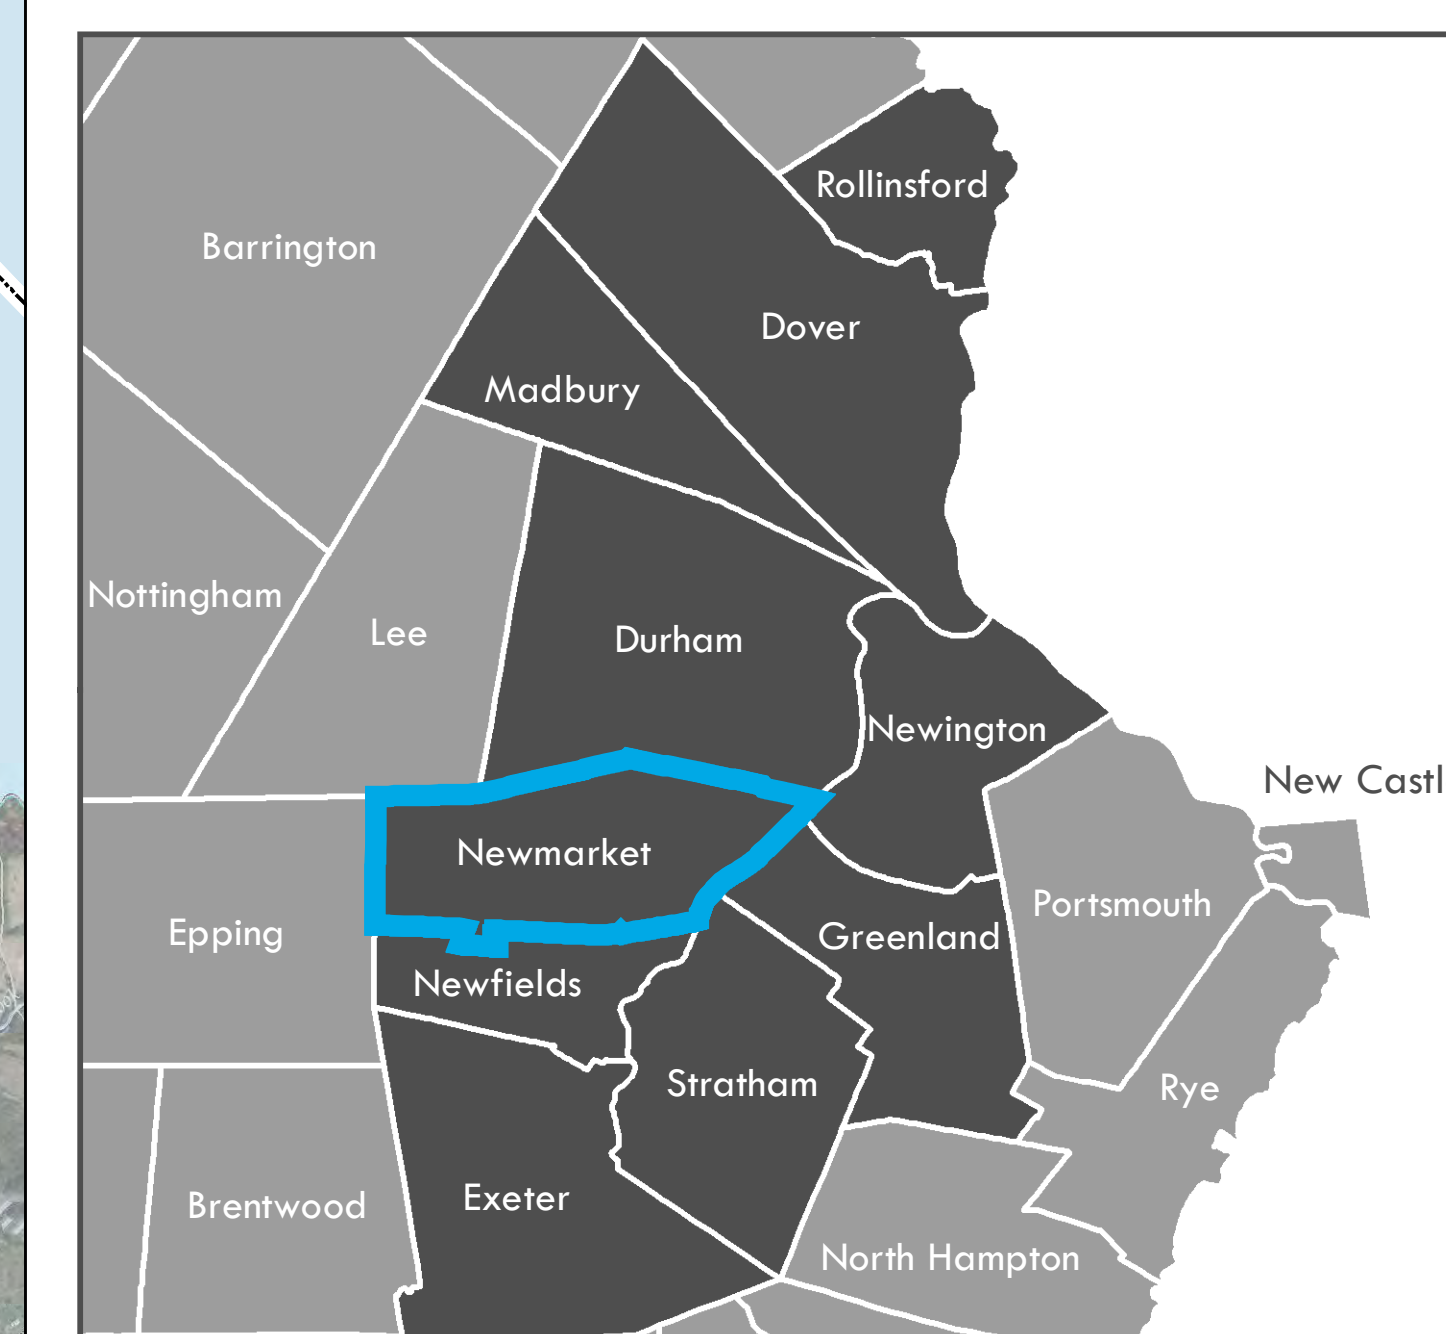 Rollinsford
Barrington
Dover
Madbury
Nottingham
Lee
Durham
Newington
New Castl
Newmarket
Portsmouth
Epping
Greenland
Newfields
Stratham
Rye
Exeter
Brentwood
North Hampton